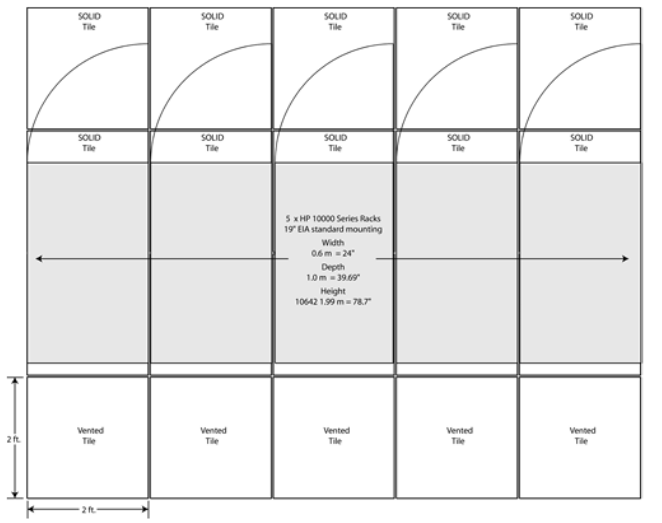 SOLID
Tile
SOLID
Tile
SOLID
Tile
SOLID
Tile
SOLID
Tile
SOLID
Tile
SOLID
Tile
SOLID
Tile
SOLID
Tile
SOLID
Tile
5 x HP 10000 Series Racks
19" EIA standard mounting
Width
0.6 m = 24"
Depth
1.0 m = 39.69"
Height
10642 1.99 m = 78.7"
Vented
Tile
Vented
Tile
Vented
Tile
Vented
Tile
Vented
Tile
2 ft.
2 ft.